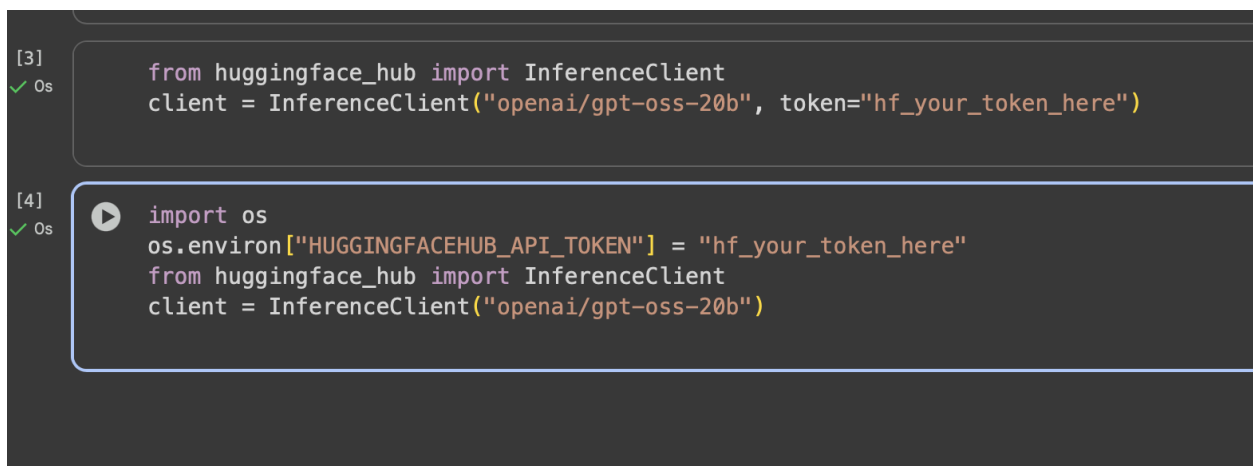 [3]
0s
from huggingface_hub import InferenceClient
client = InferenceClient("openai/gpt-oss-20b", token="hf_your_token_here")
[4]
0s
import os
os.environ["HUGGINGFACEHUB_API_TOKEN"] = "hf_your_token_here"
from huggingface_hub import InferenceClient
client = InferenceClient("openai/gpt-oss-20b")